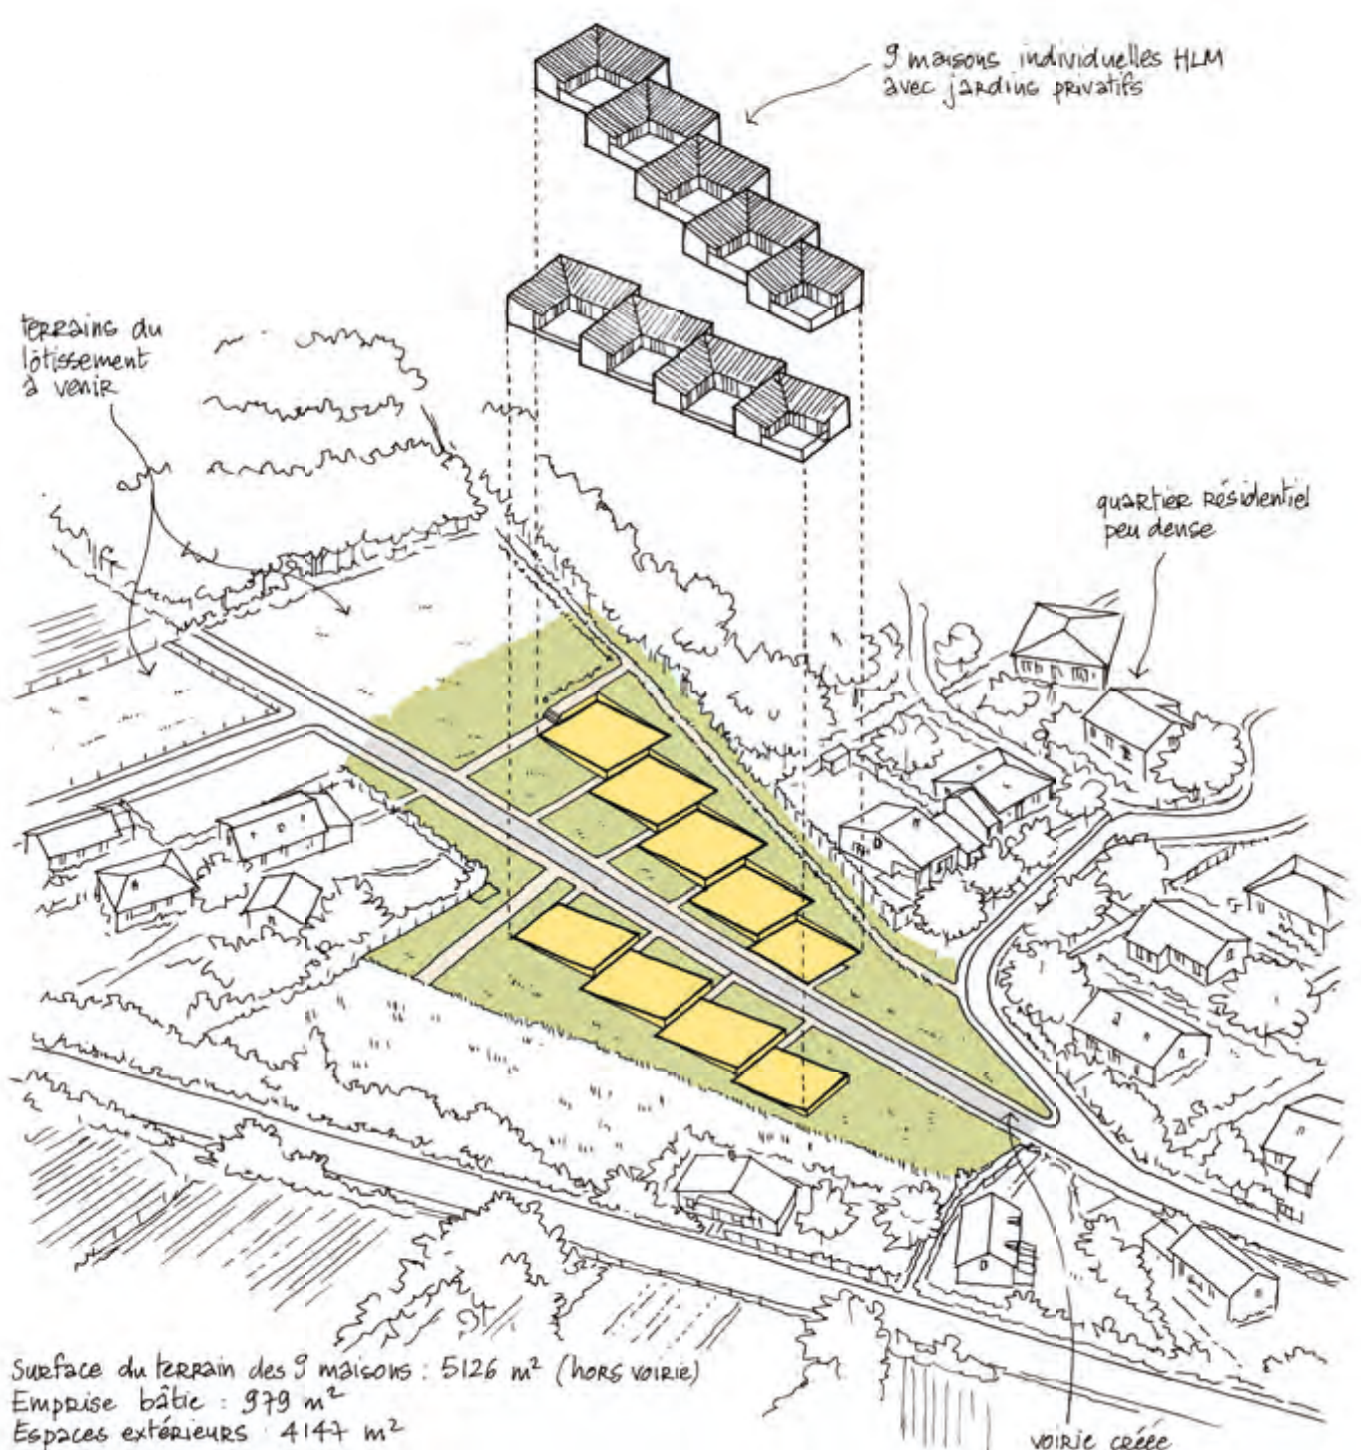 9 maisons individuelles HLM
avec jardins privatifs
terrains du
lotissement
à venir
quartier résidentiel
peu dense
Surface du terrain des 9 maisons : 5126 m² (hors voirie)
Emprise bâtie : 979 m²
Espaces extérieurs : 4147 m²
voirie créée